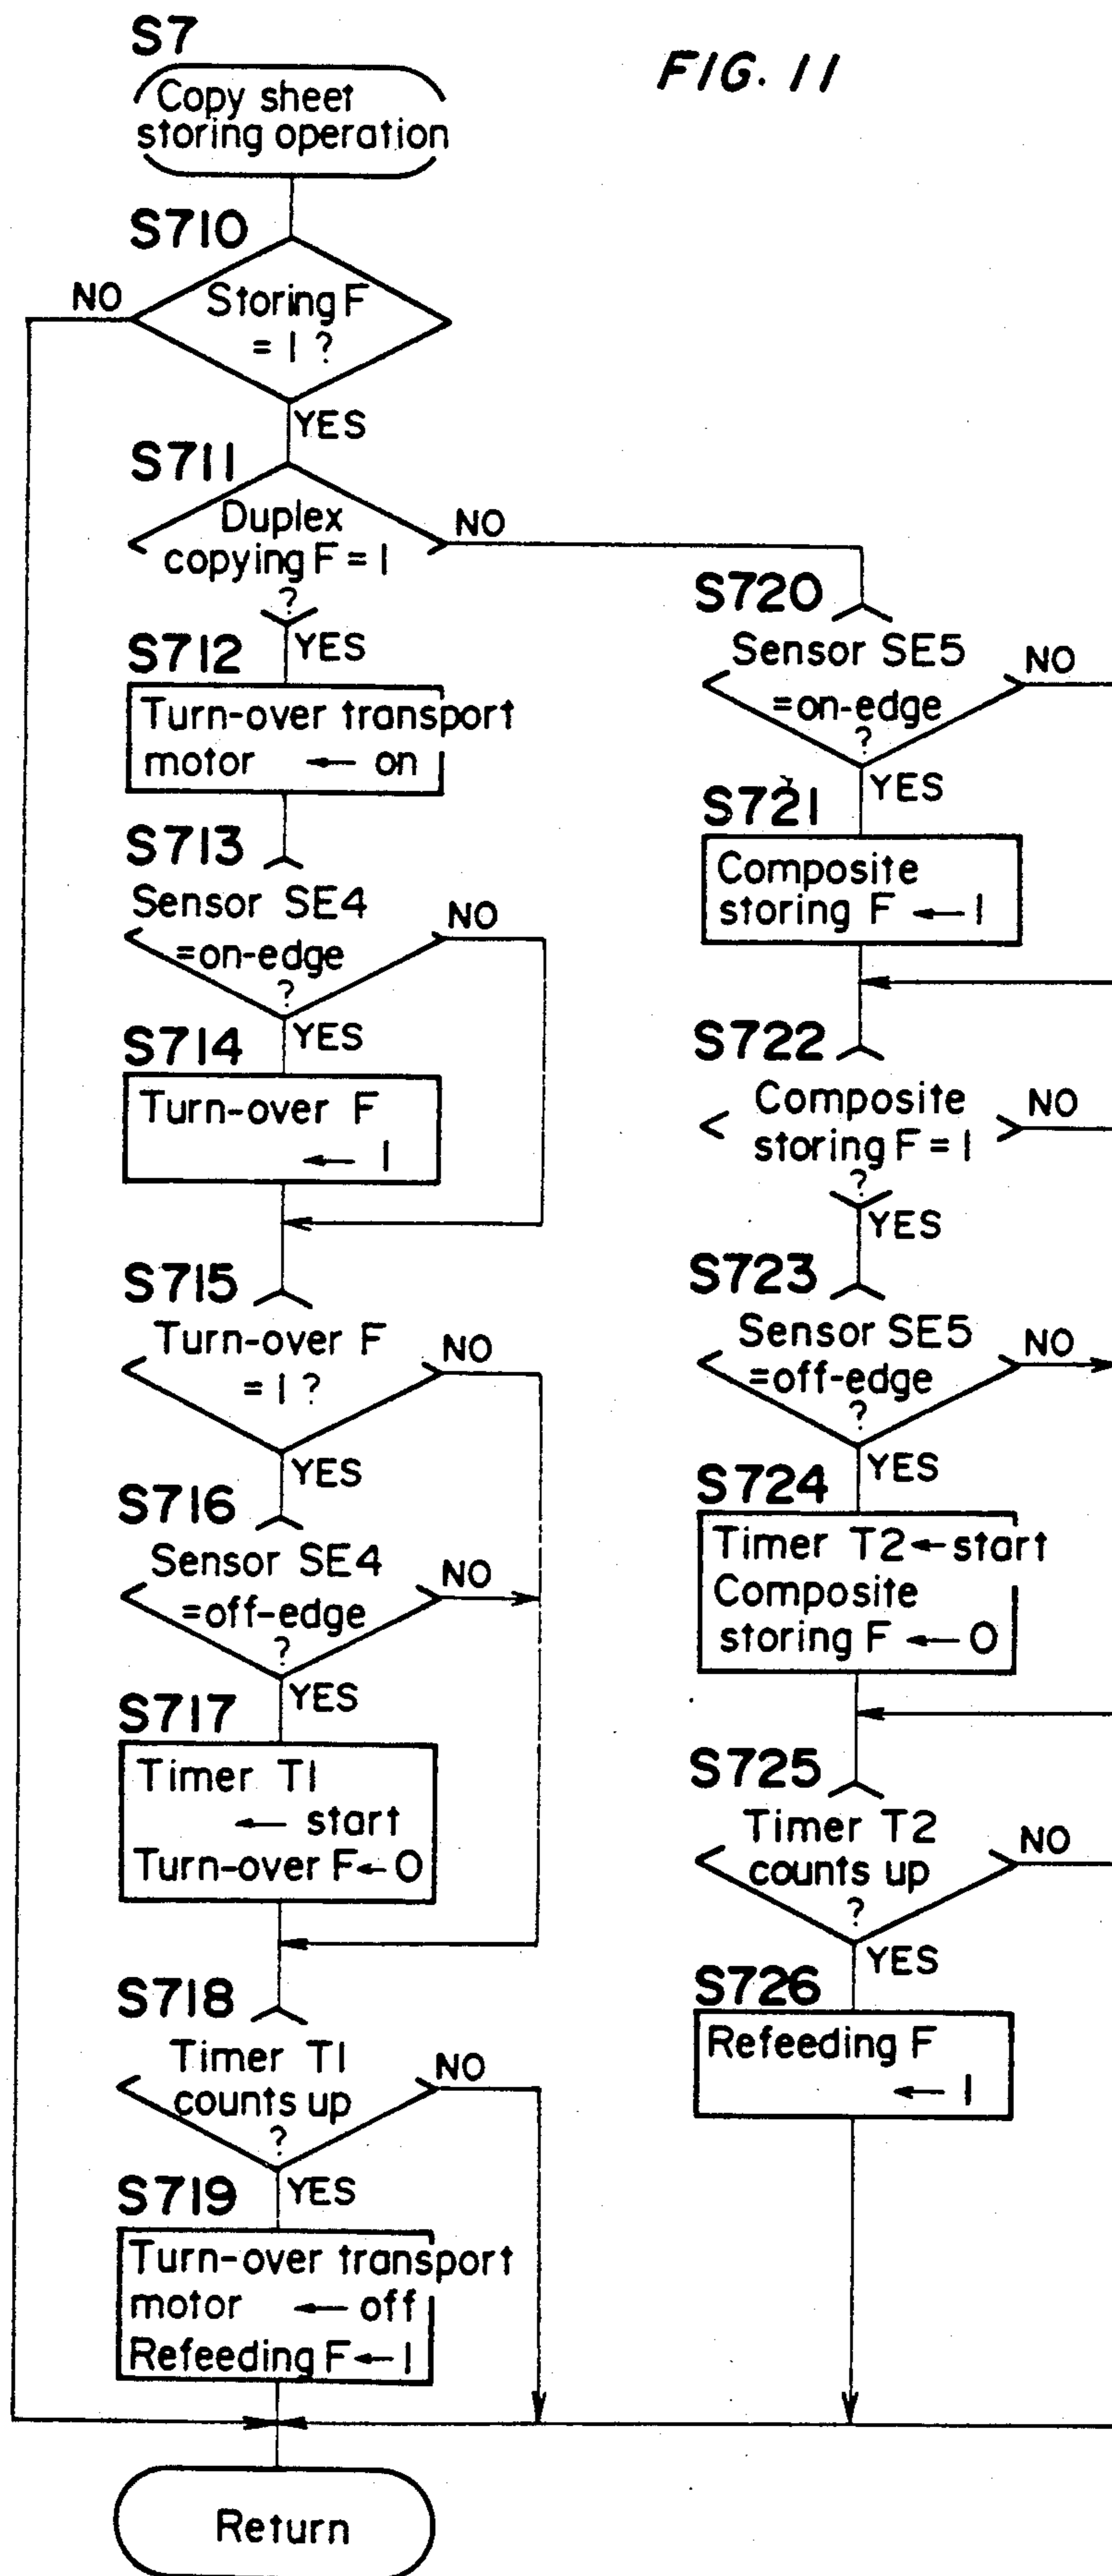 S7
FIG. 11
Copy sheet
storing operation
S710
NO
Storing F
= 1 ?
YES
S711
Duplex
copying F = 1
?
NO
YES
S712
Turn-over transport
motor ← on
S713
Sensor SE4
=on-edge
?
NO
YES
S714
Turn-over F
← 1
S715
Turn-over F
= 1 ?
NO
YES
S716
Sensor SE4
=off-edge
?
NO
YES
S717
Timer T1
← start
Turn-over F←0
S718
Timer T1
counts up
?
NO
YES
S719
Turn-over transport
motor ← off
Refeeding F←1
Return
S720
Sensor SE5
=on-edge
?
NO
YES
S721
Composite
storing F ←1
S722
Composite
storing F = 1
?
NO
YES
S723
Sensor SE5
=off-edge
?
NO
YES
S724
Timer T2←start
Composite
storing F ←0
S725
Timer T2
counts up
?
NO
YES
S726
Refeeding F
← 1